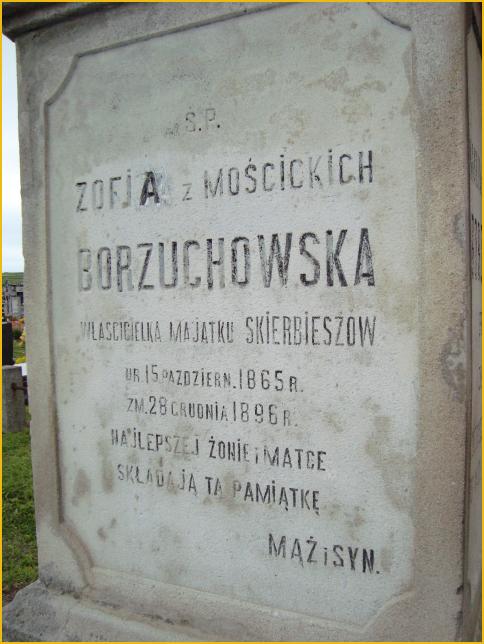 Ś.P.
ZOFJA z MOŚCICKICH
BORZUCHOWSKA
WŁAŚCICIELKA MAJĄTKU SKIERBIESZÓW
UR. 15 PAŹDZIERN. 1865 R.
ZM. 28 GRUDNIA 1896 R.
NAJLEPSZEJ ŻONIE i MATCE
SKŁADAJĄ TĄ PAMIĄTKĘ
MĄŻ i SYN.